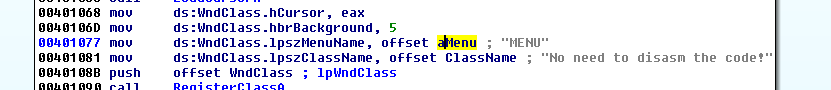 00401068 mov ds:WndClass.hCursor, eax
0040106D mov ds:WndClass.hbrBackground, 5
00401077 mov ds:WndClass.lpszMenuName, offset aMenu ; "MENU"
00401081 mov ds:WndClass.lpszClassName, offset ClassName ; "No need to disasm the code!"
0040108B push offset WndClass ; lpWndClass
00401090 call RegisterClassA